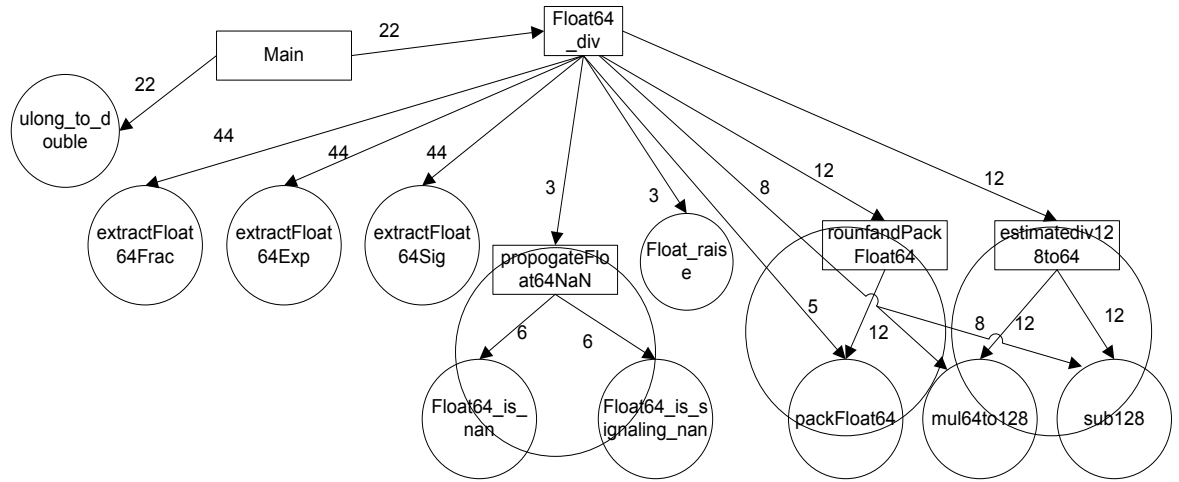 Float64
_div
22
Main
22
ulong_to_d
ouble
44
44
44
3
3
8
12
12
extractFloat
64Frac
extractFloat
64Exp
extractFloat
64Sig
propogateFlo
at64NaN
Float_rais
e
rounfandPack
Float64
estimatediv12
8to64
6
6
5
12
8
12
12
Float64_is_
nan
Float64_is_s
ignaling_nan
packFloat64
mul64to128
sub128